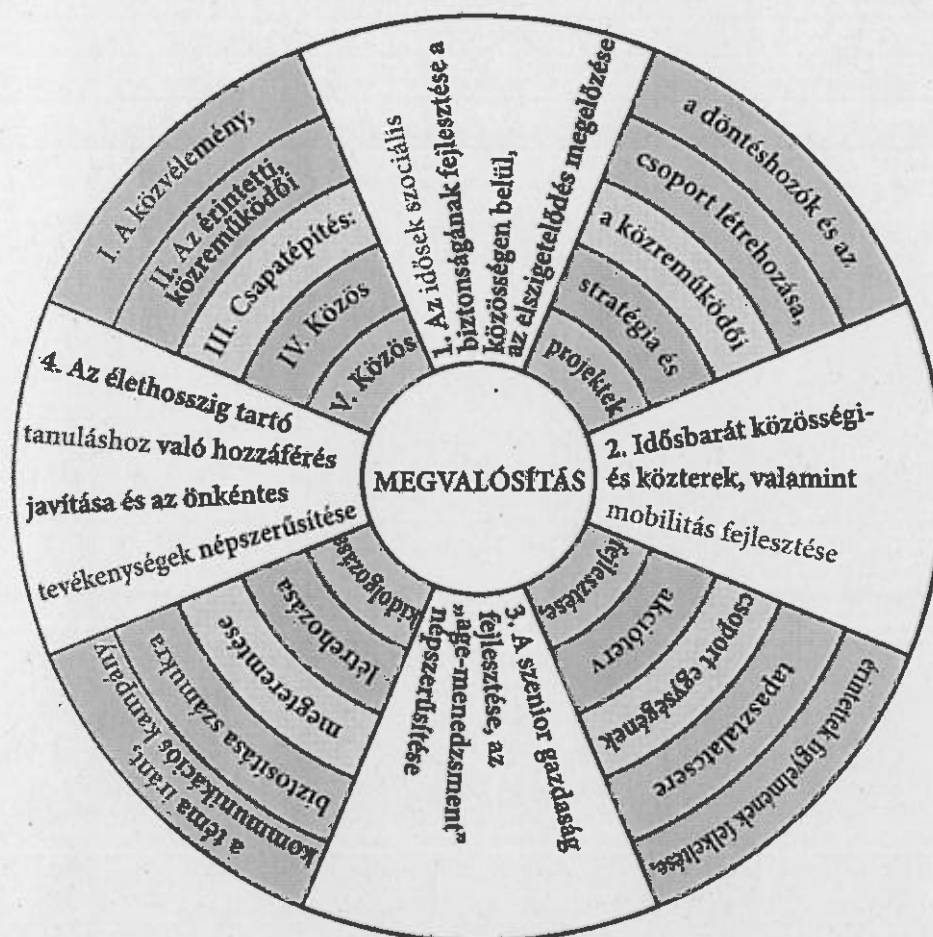 I. A közvélemény,
a döntéshozók és az
érintettek figyelmének felkeltése,
a téma iránt,
kommunikációs kampány
II. Az érintetti,
közreműködői
csoport létrehozása,
tapasztalatcsere
biztosítása számukra
III. Csapatépítés:
a közreműködői
csoport egységének
megteremtése
IV. Közös
stratégia és
akcióterv
létrehozása
V. Közös
projektek
fejlesztése,
kidolgozása
1. Az idősek szociális
biztonságának fejlesztése a
közösségen belül,
az elszigetelődés megelőzése
2. Idősbarát közösségi-
és közterek, valamint
mobilitás fejlesztése
3. A szenior gazdaság
fejlesztése, az
„age-menedzsment”
népszerűsítése
4. Az élethosszig tartó
tanuláshoz való hozzáférés
javítása és az önkéntes
tevékenységek népszerűsítése
MEGVALÓSÍTÁS